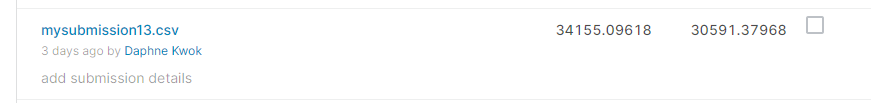 mysubmission13.csv 34155.09618 30591.37968
3 days ago by Daphne Kwok
add submission details